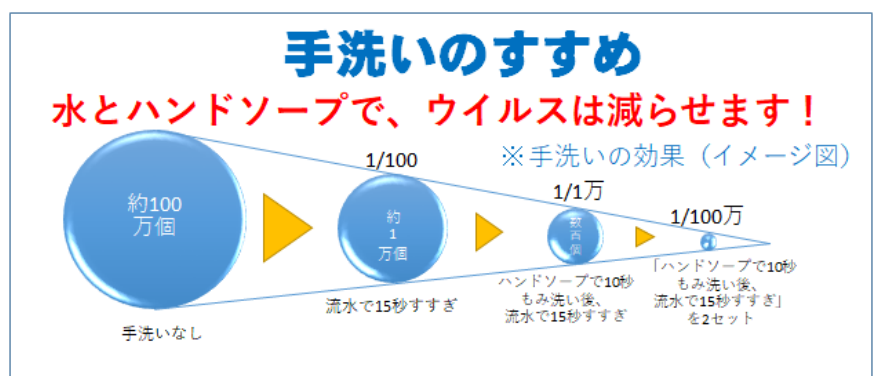 手洗いのすすめ
水とハンドソープで、ウイルスは減らせます！
※手洗いの効果（イメージ図）
約100
万個
手洗いなし
1/100
約
1
万個
流水で15秒すすぎ
1/1万
数
百
個
ハンドソープで10秒
もみ洗い後、
流水で15秒すすぎ
1/100万
「ハンドソープで10秒
もみ洗い後、
流水で15秒すすぎ」
を2セット